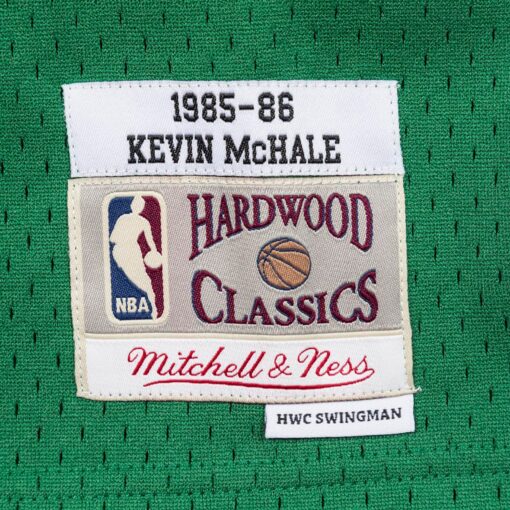 1985-86
KEVIN McHALE
HARDWOOD
CLASSICS
NBA
Mitchell & Ness
HWC SWINGMAN